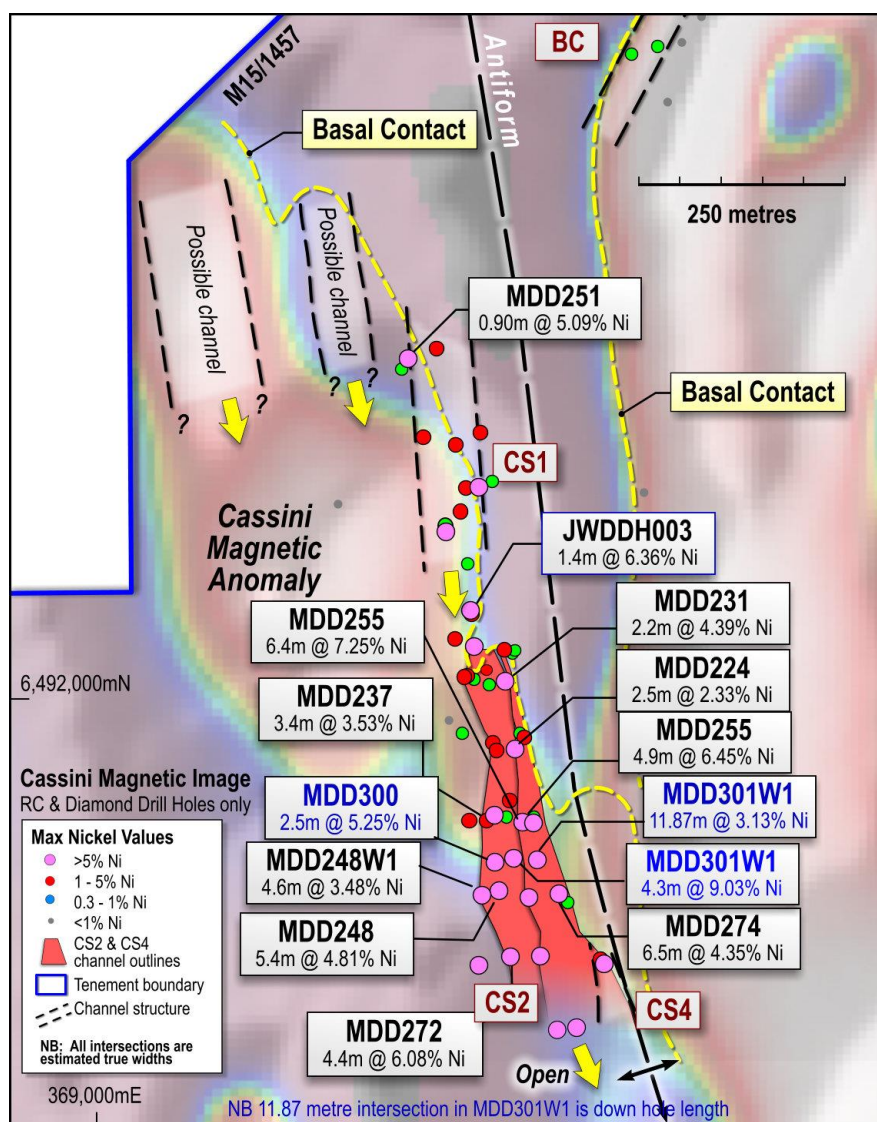 M15/1457
Antiform
BC
Basal Contact
250 metres
Possible channel
Possible channel
?
?
?
?
MDD251
0.90m @ 5.09% Ni
Basal Contact
CS1
Cassini
Magnetic
Anomaly
JWDDH003
1.4m @ 6.36% Ni
MDD255
6.4m @ 7.25% Ni
MDD231
2.2m @ 4.39% Ni
6,492,000mN
MDD237
3.4m @ 3.53% Ni
MDD224
2.5m @ 2.33% Ni
MDD255
4.9m @ 6.45% Ni
MDD300
2.5m @ 5.25% Ni
MDD301W1
11.87m @ 3.13% Ni
MDD248W1
4.6m @ 3.48% Ni
MDD301W1
4.3m @ 9.03% Ni
MDD248
5.4m @ 4.81% Ni
MDD274
6.5m @ 4.35% Ni
CS2
CS4
MDD272
4.4m @ 6.08% Ni
Open
Cassini Magnetic Image
RC & Diamond Drill Holes only
Max Nickel Values
>5% Ni
1 - 5% Ni
0.3 - 1% Ni
<1% Ni
CS2 & CS4
channel outlines
Tenement boundary
Channel structure
NB: All intersections are
estimated true widths
369,000mE
NB 11.87 metre intersection in MDD301W1 is down hole length